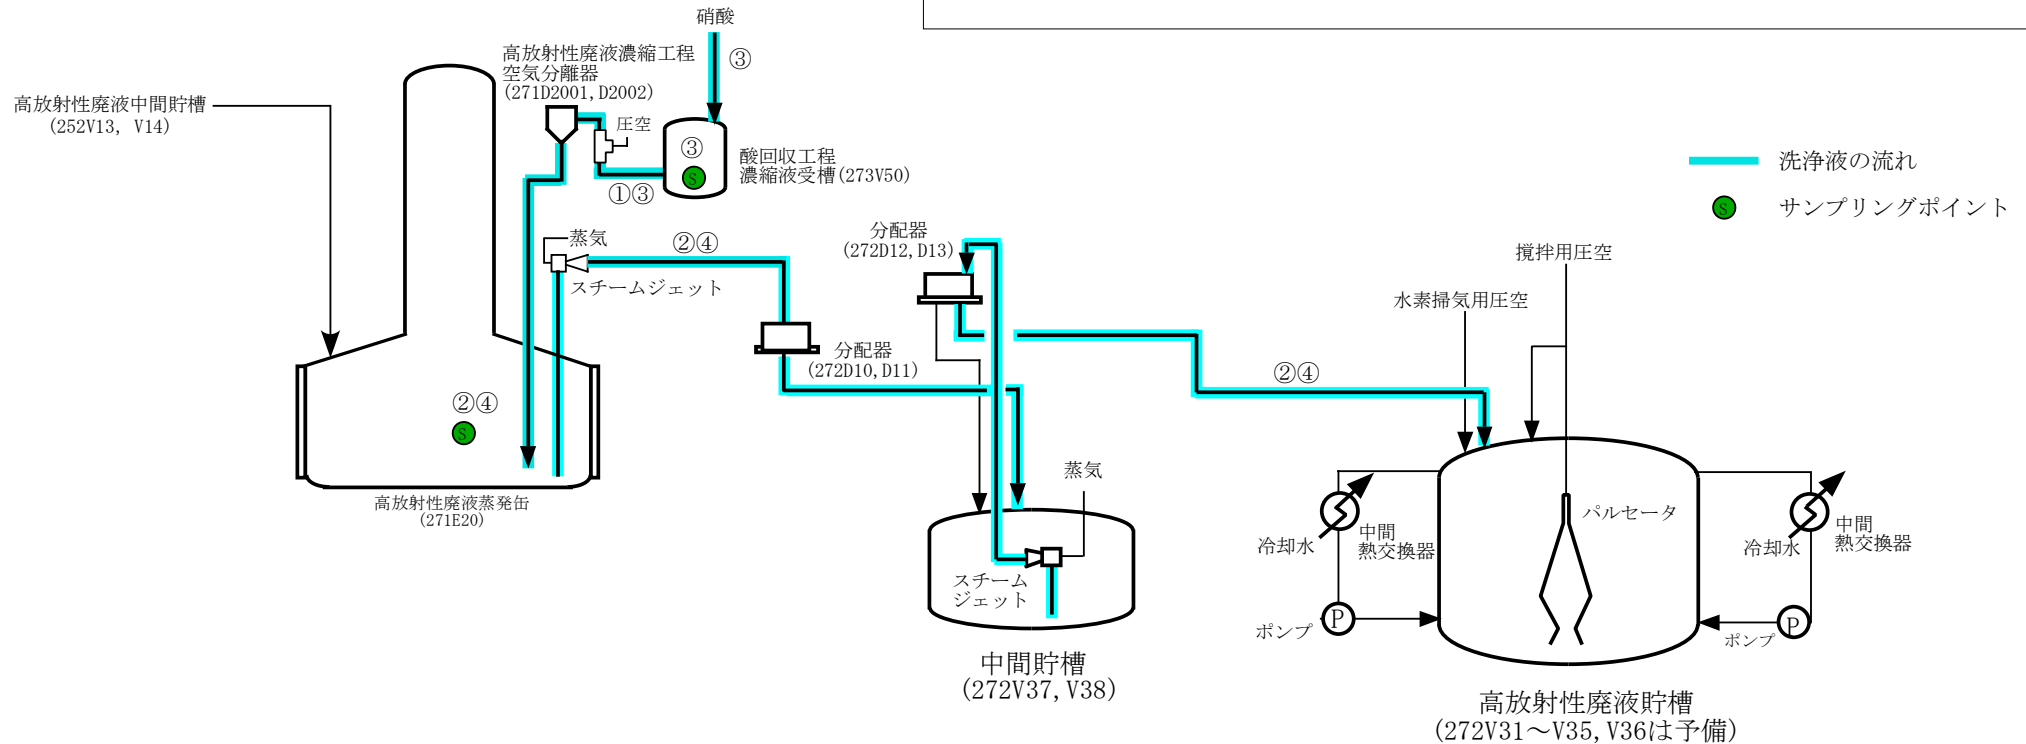 硝酸
③
高放射性廃液濃縮工程
空気分離器
(271D2001,D2002)
高放射性廃液中間貯槽
(252V13, V14)
圧空
③
S
酸回収工程
濃縮液受槽(273V50)
①③
洗浄液の流れ
S
サンプリングポイント
蒸気
②④
スチームジェット
分配器
(272D12,D13)
撹拌用圧空
水素掃気用圧空
分配器
(272D10,D11)
②④
②④
S
高放射性廃液蒸発缶
(271E20)
蒸気
スチーム
ジェット
中間貯槽
(272V37,V38)
中間
熱交換器
冷却水
P
ポンプ
パルセータ
中間
熱交換器
冷却水
P
ポンプ
高放射性廃液貯槽
(272V31～V35,V36は予備)